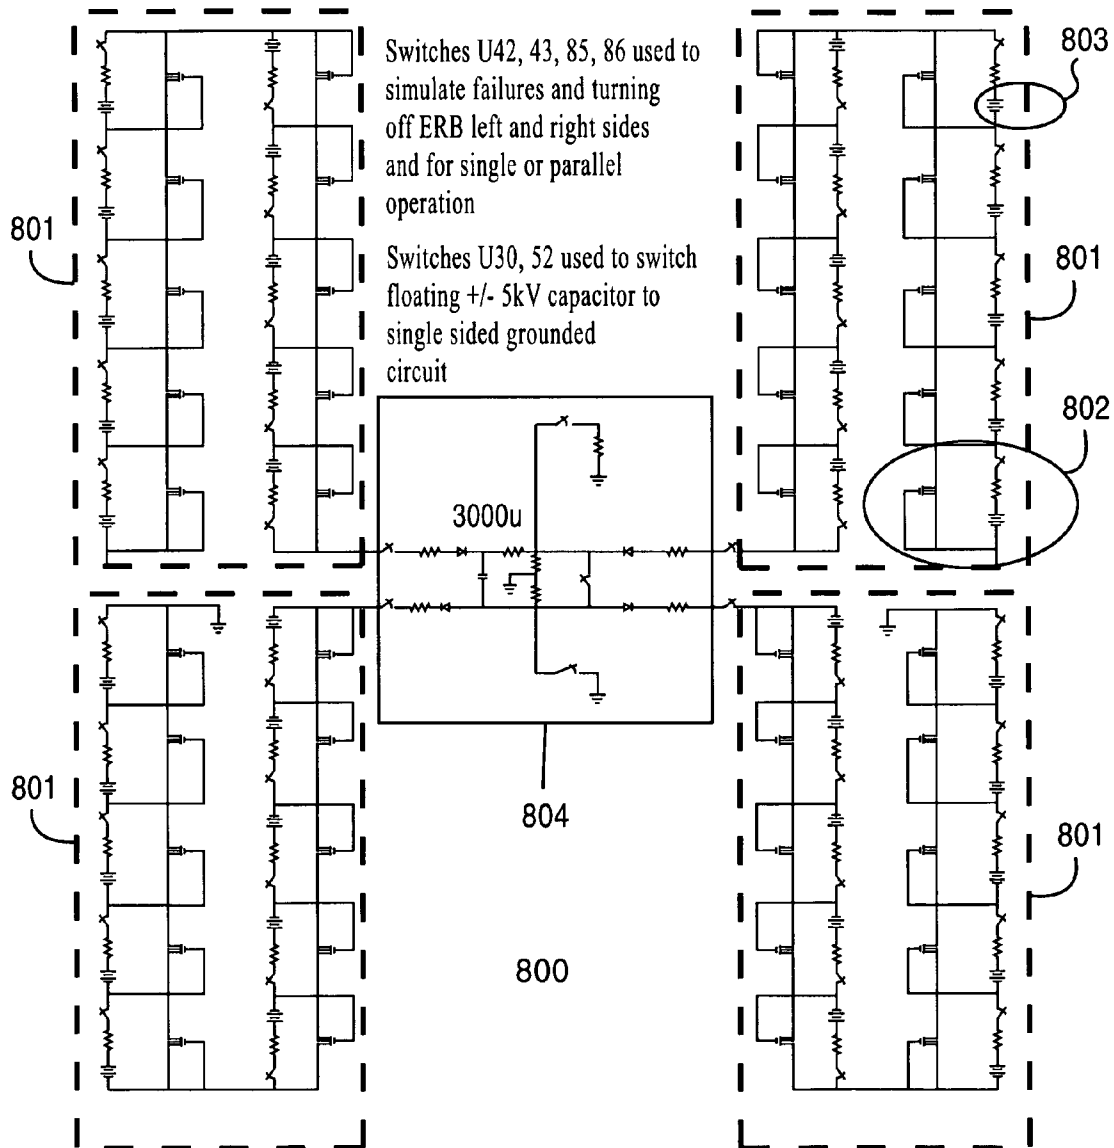 Switches U42, 43, 85, 86 used to
simulate failures and turning
off ERB left and right sides
and for single or parallel
operation
Switches U30, 52 used to switch
floating +/- 5kV capacitor to
single sided grounded
circuit
803
801
801
802
3000u
804
801
801
800